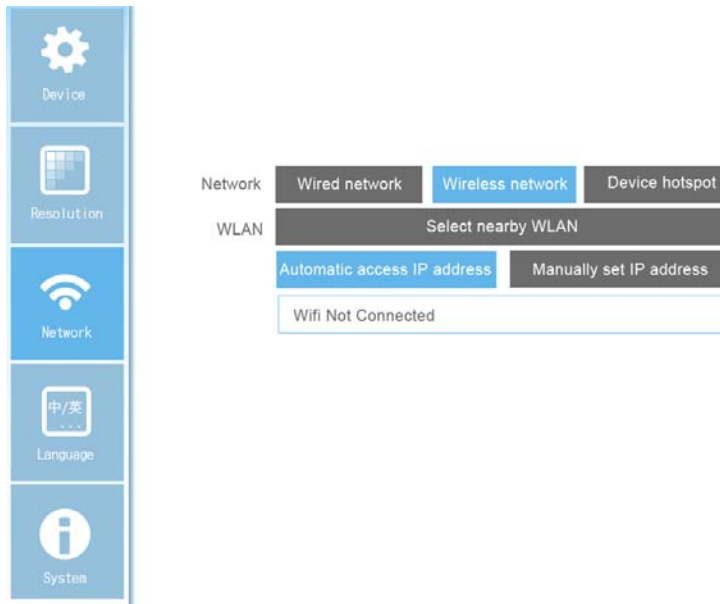 Device
Resolution
Network
中/英
...
Language
System
Network Wired network Wireless network Device hotspot
WLAN Select nearby WLAN
Automatic access IP address Manually set IP address
Wifi Not Connected